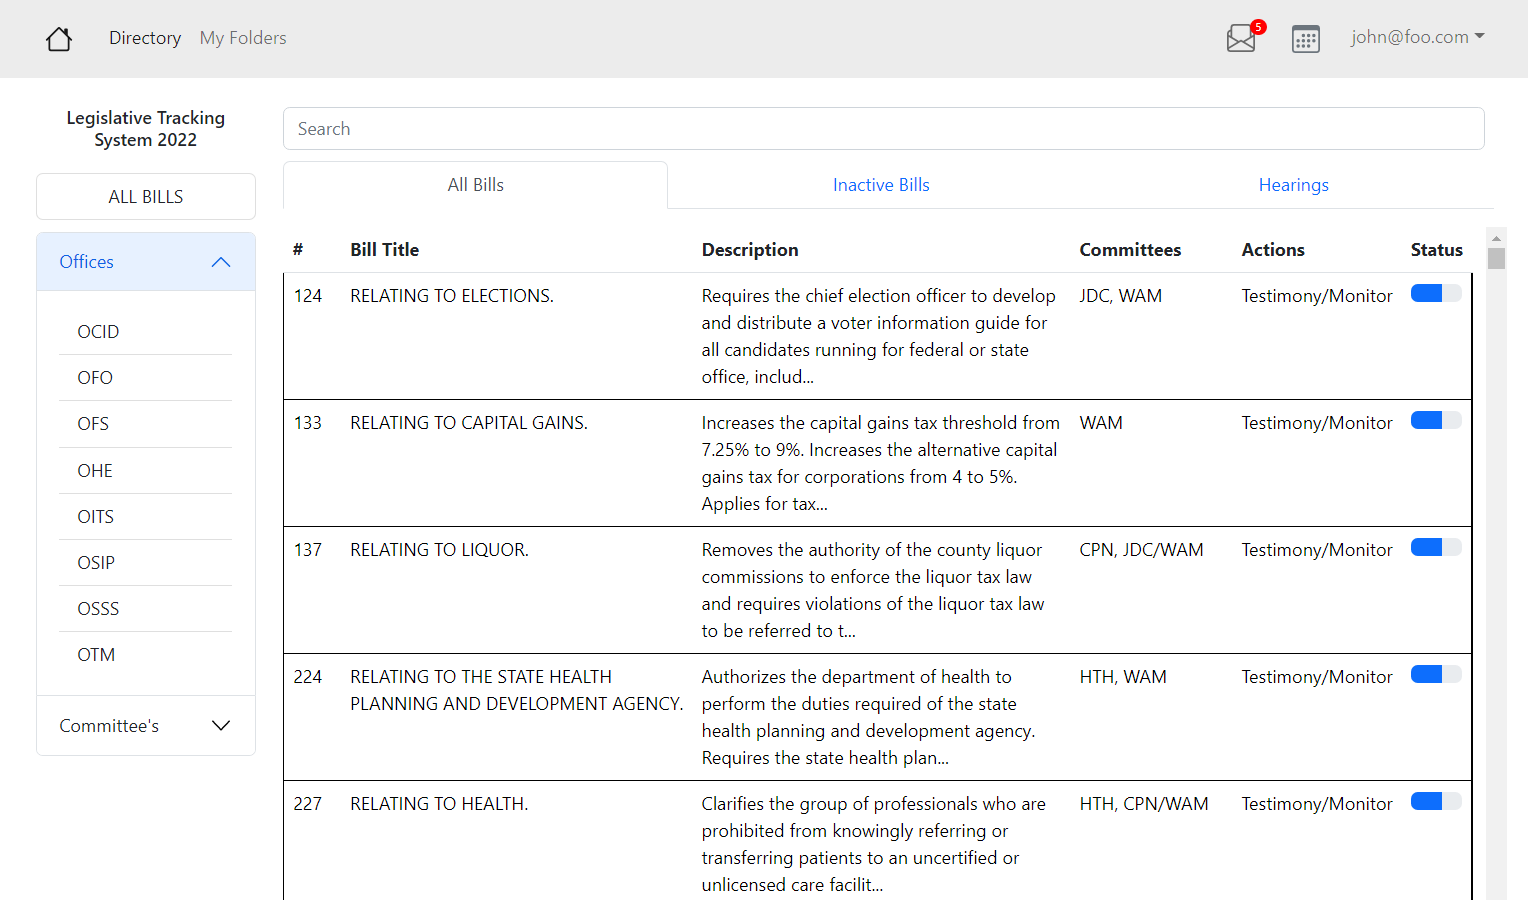 Directory My Folders 5 john@foo.com
Legislative Tracking
System 2022
ALL BILLS
Offices
OCID
OFO
OFS
OHE
OITS
OSIP
OSSS
OTM
Committee's
Search
All Bills Inactive Bills Hearings
# Bill Title Description Committees Actions Status
124 RELATING TO ELECTIONS. Requires the chief election officer to develop JDC, WAM Testimony/Monitor
and distribute a voter information guide for
all candidates running for federal or state
office, includ...
133 RELATING TO CAPITAL GAINS. Increases the capital gains tax threshold from WAM Testimony/Monitor
7.25% to 9%. Increases the alternative capital
gains tax for corporations from 4 to 5%.
Applies for tax...
137 RELATING TO LIQUOR. Removes the authority of the county liquor CPN, JDC/WAM Testimony/Monitor
commissions to enforce the liquor tax law
and requires violations of the liquor tax law
to be referred to t...
224 RELATING TO THE STATE HEALTH Authorizes the department of health to HTH, WAM Testimony/Monitor
PLANNING AND DEVELOPMENT AGENCY. perform the duties required of the state
health planning and development agency.
Requires the state health plan...
227 RELATING TO HEALTH. Clarifies the group of professionals who are HTH, CPN/WAM Testimony/Monitor
prohibited from knowingly referring or
transferring patients to an uncertified or
unlicensed care facilit...